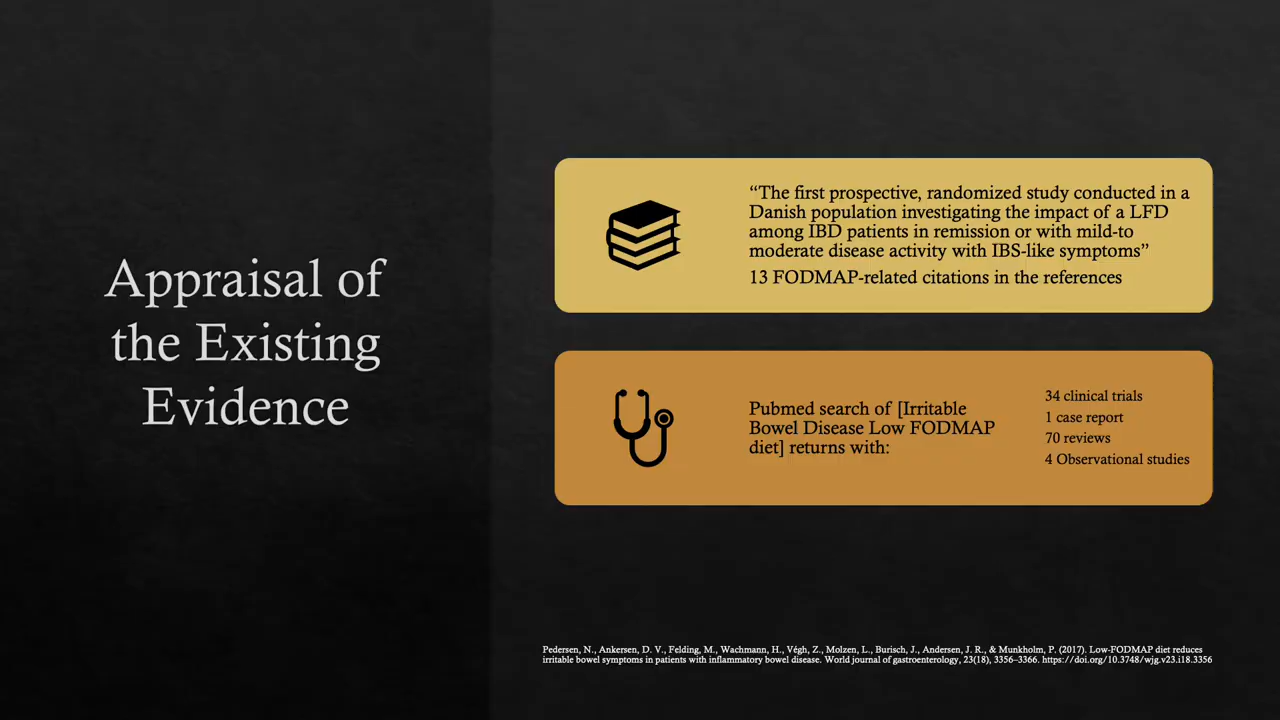 Appraisal of
the Existing
Evidence
“The first prospective, randomized study conducted in a
Danish population investigating the impact of a LFD
among IBD patients in remission or with mild-to
moderate disease activity with IBS-like symptoms”
13 FODMAP-related citations in the references
Pubmed search of [Irritable
Bowel Disease Low FODMAP
diet] returns with:
34 clinical trials
1 case report
70 reviews
4 Observational studies
Pedersen, N., Ankersen, D. V., Felding, M., Wachmann, H., Végh, Z., Molzen, L., Burisch, J., Andersen, J. R., & Munkholm, P. (2017). Low-FODMAP diet reduces
irritable bowel symptoms in patients with inflammatory bowel disease. World journal of gastroenterology, 23(18), 3356–3366. https://doi.org/10.3748/wjg.v23.i18.3356